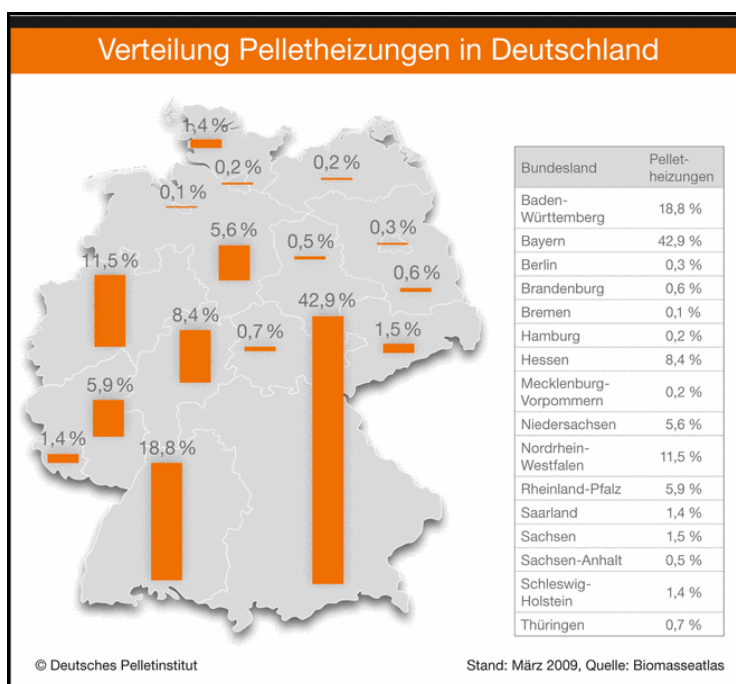 Verteilung Pelletheizungen in Deutschland
1,4 %
0,2 %
0,2 %
0,1 %
5,6 %
0,5 %
0,3 %
11,5 %
0,6 %
42,9 %
8,4 %
0,7 %
1,5 %
5,9 %
1,4 %
18,8 %
Bundesland
Pellet-
heizungen
Baden-
Württemberg 18,8 %
Bayern 42,9 %
Berlin 0,3 %
Brandenburg 0,6 %
Bremen 0,1 %
Hamburg 0,2 %
Hessen 8,4 %
Mecklenburg-
Vorpommern 0,2 %
Niedersachsen 5,6 %
Nordrhein-
Westfalen 11,5 %
Rheinland-Pfalz 5,9 %
Saarland 1,4 %
Sachsen 1,5 %
Sachsen-Anhalt 0,5 %
Schleswig-
Holstein 1,4 %
Thüringen 0,7 %
© Deutsches Pelletinstitut
Stand: März 2009, Quelle: Biomasseatlas